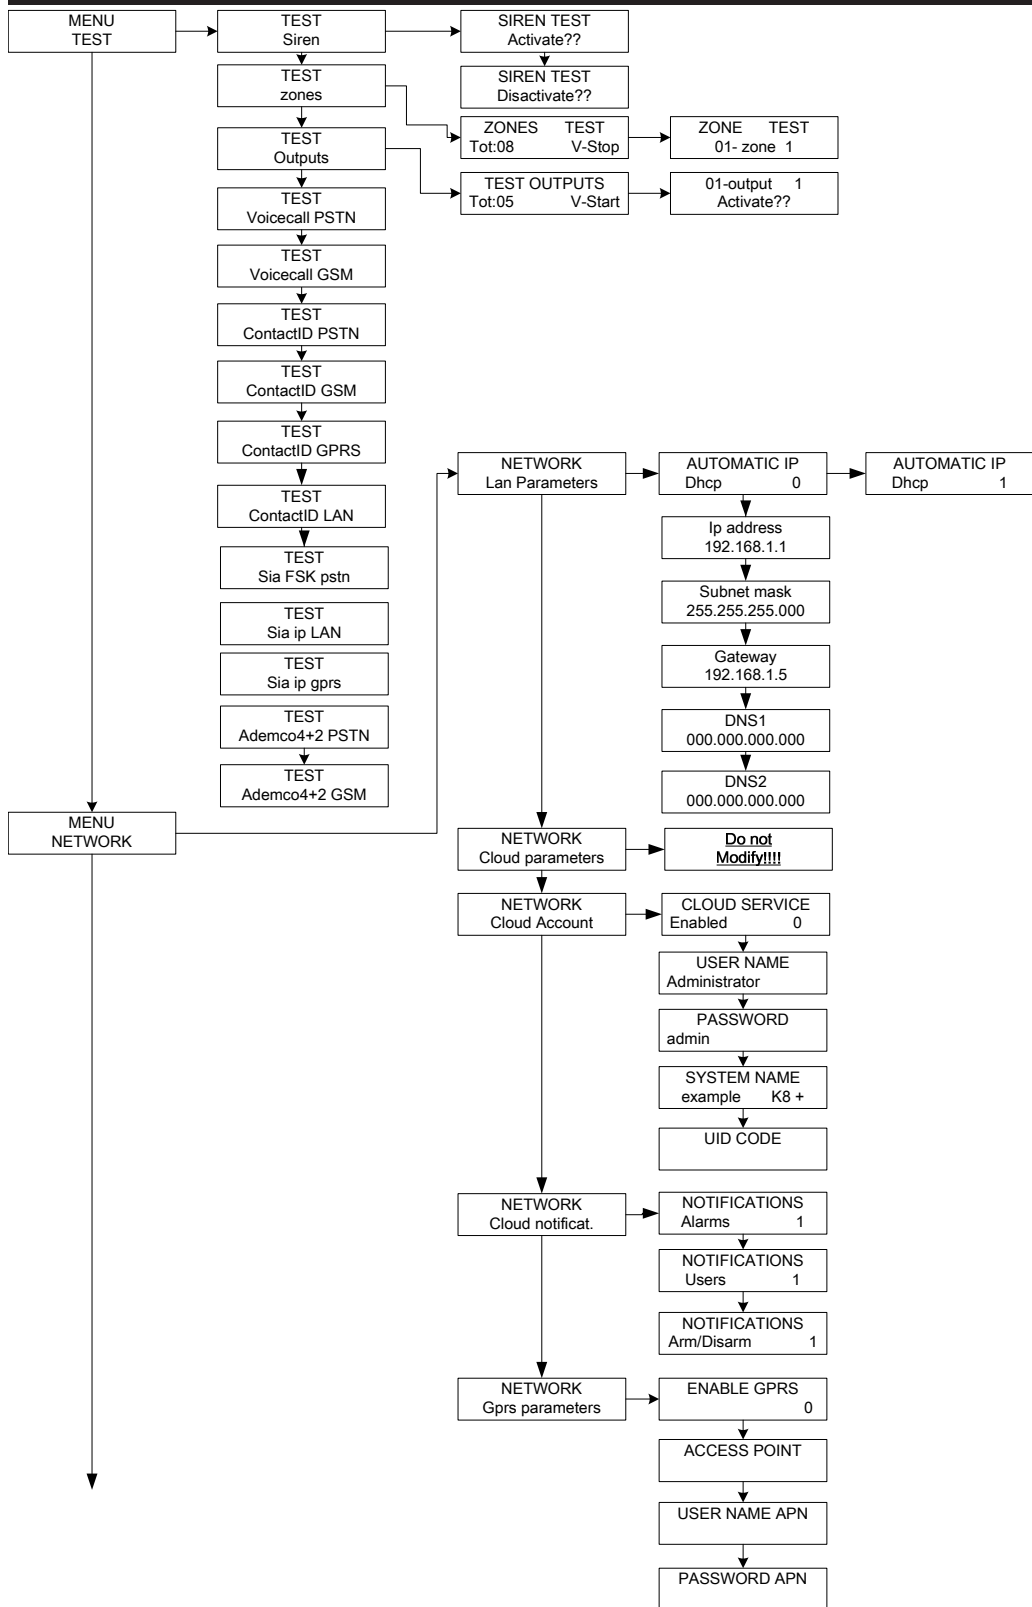 MENU
TEST
TEST
Siren
SIREN TEST
Activate??
SIREN TEST
Disactivate??
TEST
zones
ZONES TEST
Tot:08 V-Stop
ZONE TEST
01- zone 1
TEST
Outputs
TEST OUTPUTS
Tot:05 V-Start
01-output 1
Activate??
TEST
Voicecall PSTN
TEST
Voicecall GSM
TEST
ContactID PSTN
TEST
ContactID GSM
TEST
ContactID GPRS
TEST
ContactID LAN
TEST
Sia FSK pstn
TEST
Sia ip LAN
TEST
Sia ip gprs
TEST
Ademco4+2 PSTN
TEST
Ademco4+2 GSM
MENU
NETWORK
NETWORK
Lan Parameters
AUTOMATIC IP
Dhcp 0
AUTOMATIC IP
Dhcp 1
Ip address
192.168.1.1
Subnet mask
255.255.255.000
Gateway
192.168.1.5
DNS1
000.000.000.000
DNS2
000.000.000.000
NETWORK
Cloud parameters
Do not
Modify!!!!
NETWORK
Cloud Account
CLOUD SERVICE
Enabled 0
USER NAME
Administrator
PASSWORD
admin
SYSTEM NAME
example K8 +
UID CODE
NETWORK
Cloud notificat.
NOTIFICATIONS
Alarms 1
NOTIFICATIONS
Users 1
NOTIFICATIONS
Arm/Disarm 1
NETWORK
Gprs parameters
ENABLE GPRS
0
ACCESS POINT
USER NAME APN
PASSWORD APN